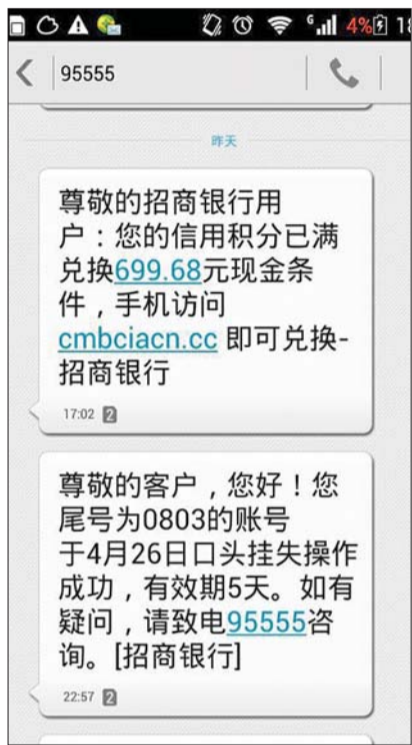 G 4% 18
95555
昨天
尊敬的招商银行用
户：您的信用积分已满
兑换699.68元现金条
件，手机访问
cmbciacn.cc 即可兑换-
招商银行
17:02 2
尊敬的客户，您好！您
尾号为0803的账号
于4月26日口头挂失操作
成功，有效期5天。如有
疑问，请致电95555咨
询。[招商银行]
22:57 2